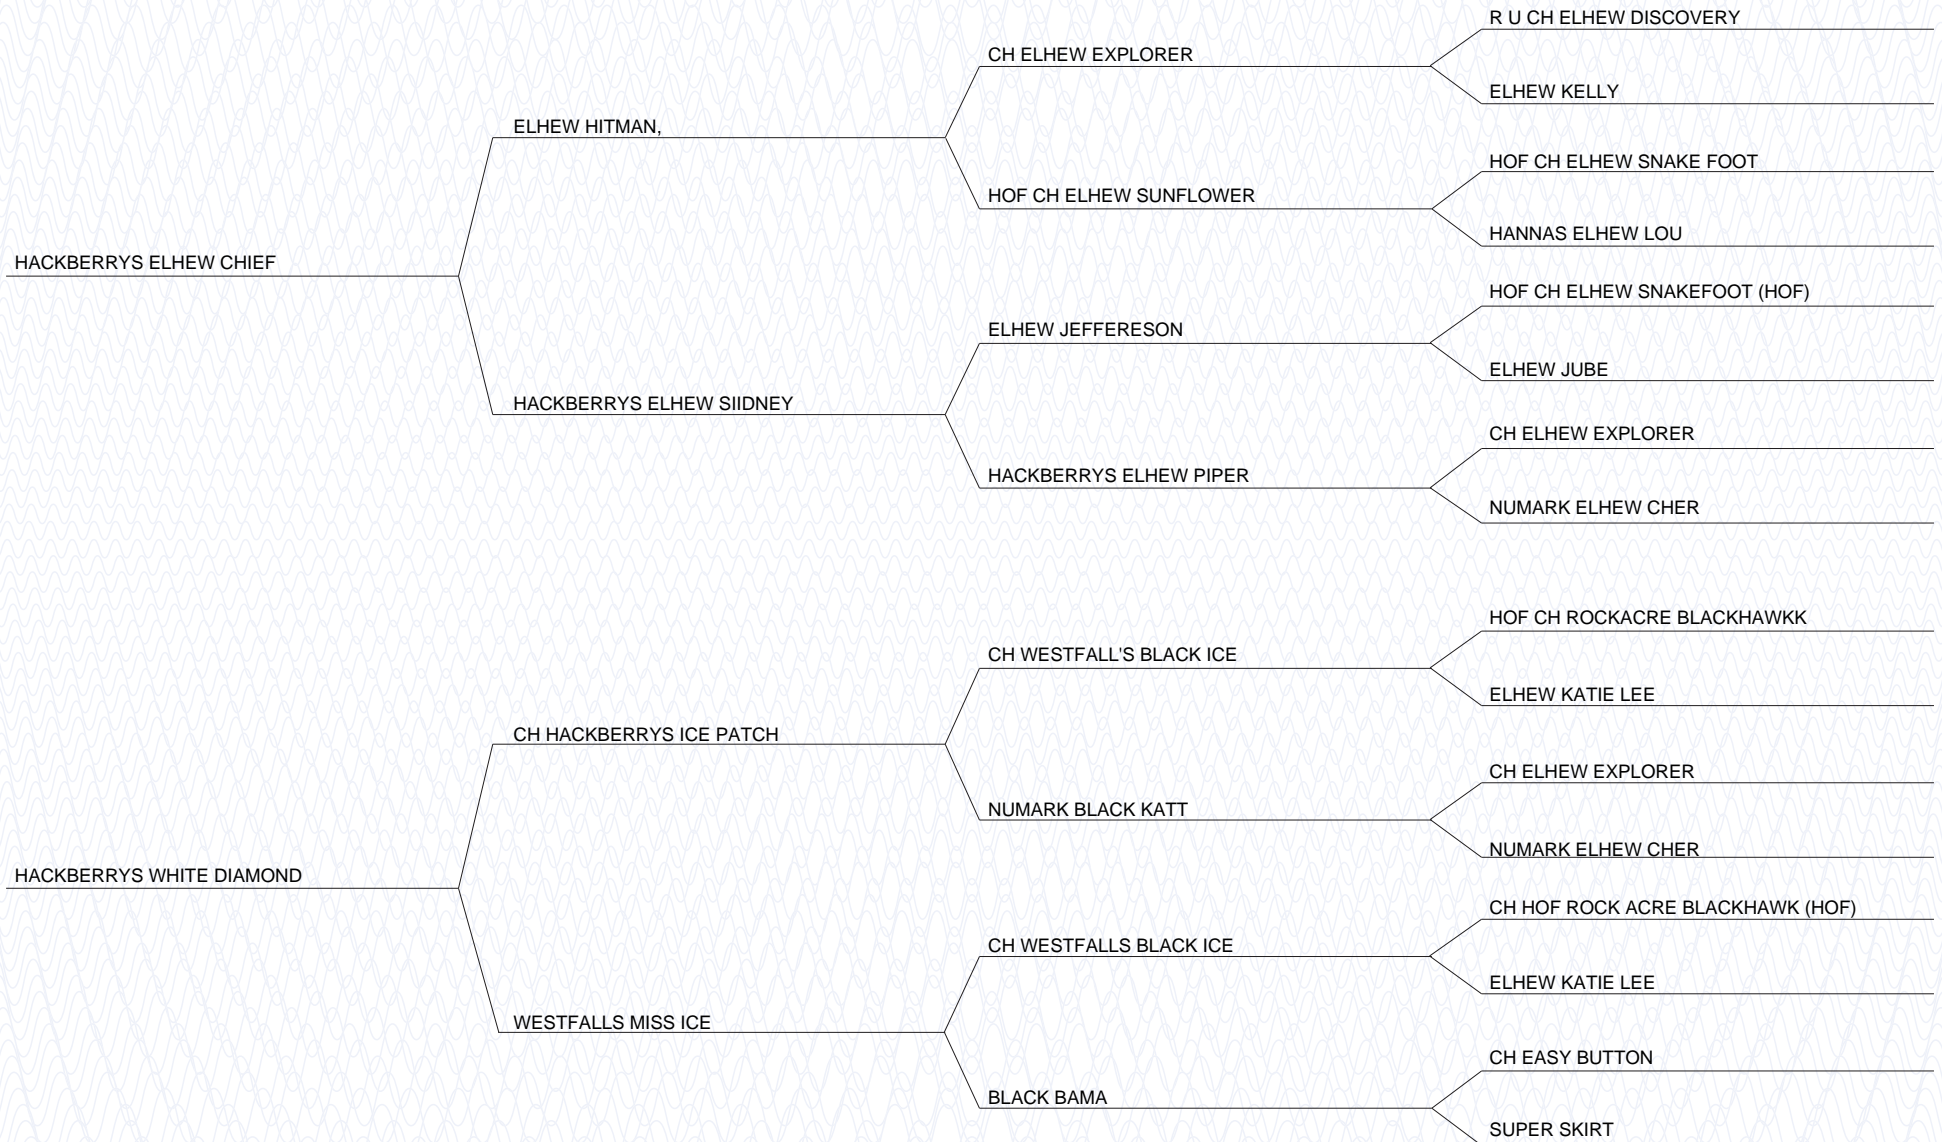 R U CH ELHEW DISCOVERY
CH ELHEW EXPLORER
ELHEW KELLY
ELHEW HITMAN,
HOF CH ELHEW SNAKE FOOT
HOF CH ELHEW SUNFLOWER
HANNAS ELHEW LOU
HACKBERRYS ELHEW CHIEF
HOF CH ELHEW SNAKEFOOT (HOF)
ELHEW JEFFERESON
ELHEW JUBE
HACKBERRYS ELHEW SIIDNEY
CH ELHEW EXPLORER
HACKBERRYS ELHEW PIPER
NUMARK ELHEW CHER
HOF CH ROCKACRE BLACKHAWKK
CH WESTFALL'S BLACK ICE
ELHEW KATIE LEE
CH HACKBERRYS ICE PATCH
CH ELHEW EXPLORER
NUMARK BLACK KATT
NUMARK ELHEW CHER
HACKBERRYS WHITE DIAMOND
CH HOF ROCK ACRE BLACKHAWK (HOF)
CH WESTFALLS BLACK ICE
ELHEW KATIE LEE
WESTFALLS MISS ICE
CH EASY BUTTON
BLACK BAMA
SUPER SKIRT